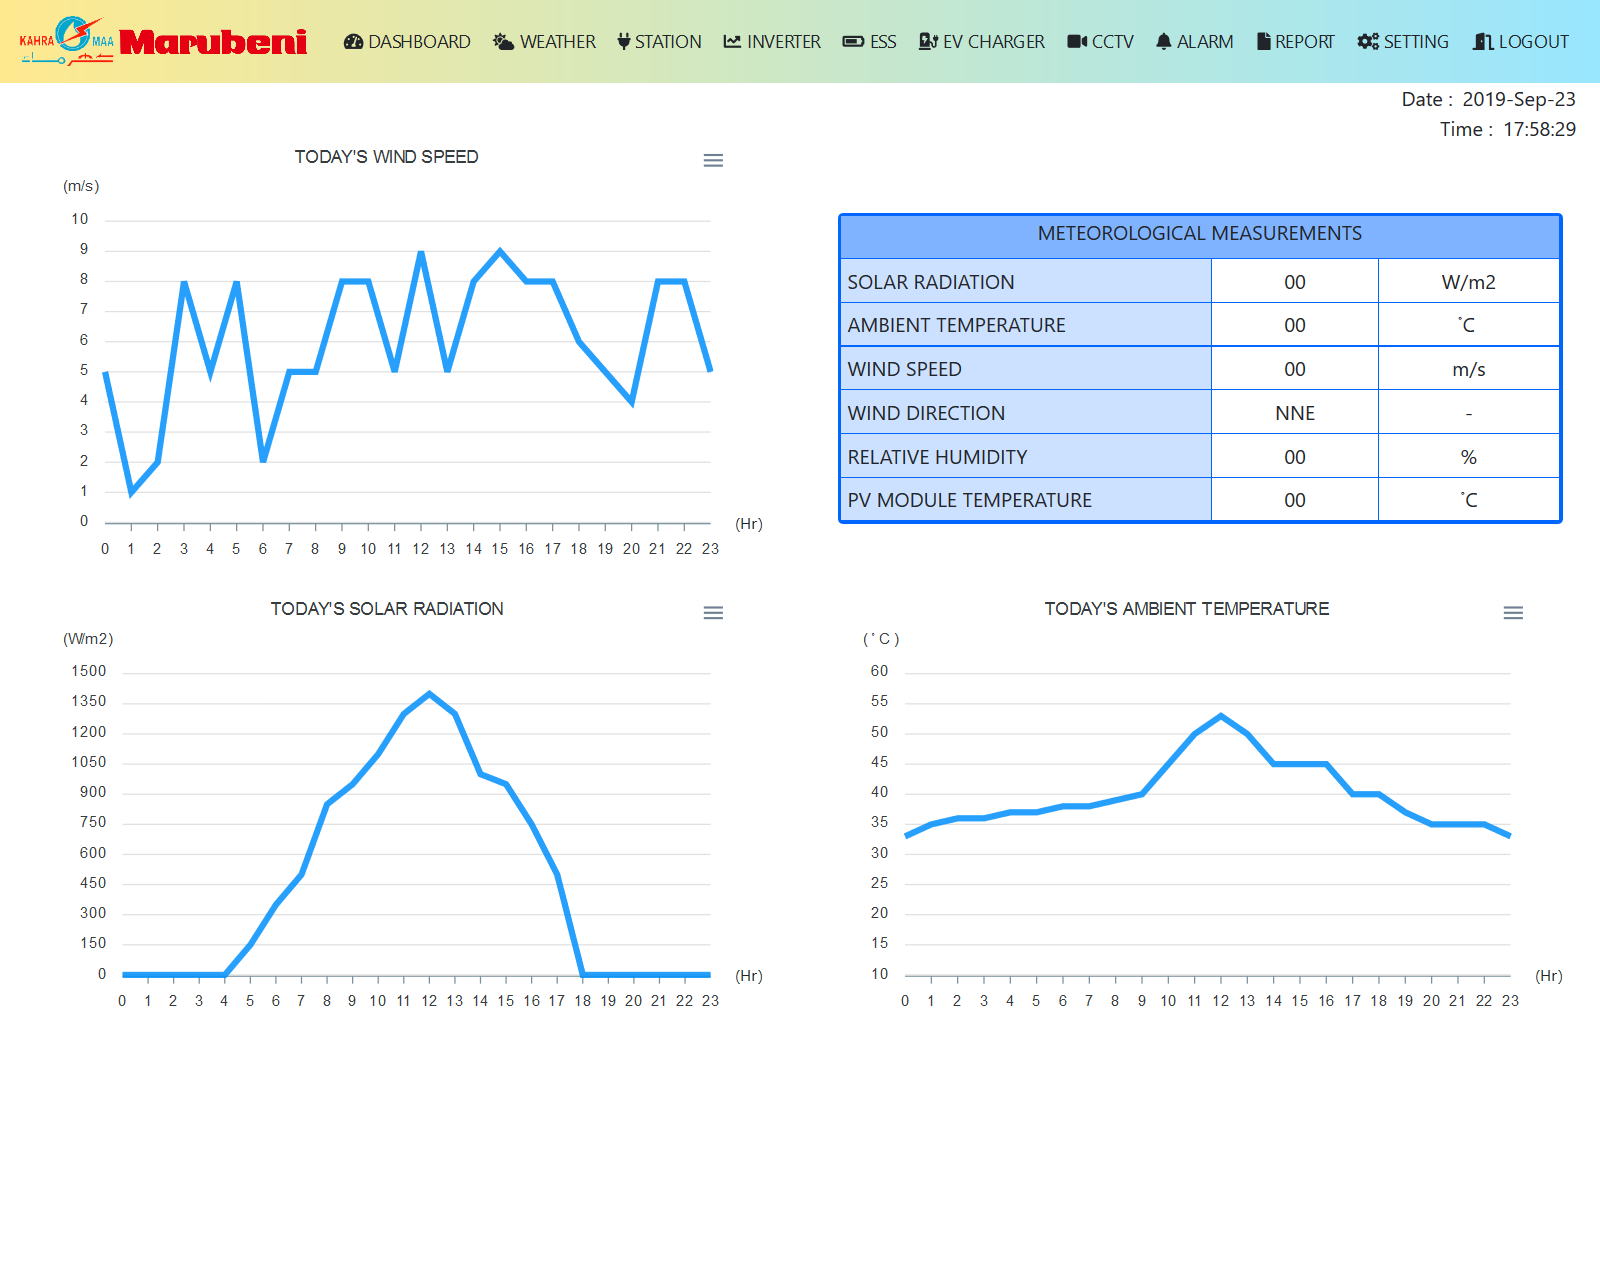 KAHRA MAA Marubeni DASHBOARD WEATHER STATION INVERTER ESS EV CHARGER CCTV ALARM REPORT SETTING LOGOUT
Date : 2019-Sep-23
Time : 17:58:29
TODAY'S WIND SPEED
(m/s)
10
9
8
7
6
5
4
3
2
1
0
(Hr)
0 1 2 3 4 5 6 7 8 9 10 11 12 13 14 15 16 17 18 19 20 21 22 23
METEOROLOGICAL MEASUREMENTS
SOLAR RADIATION 00 W/m2
AMBIENT TEMPERATURE 00 ˚C
WIND SPEED 00 m/s
WIND DIRECTION NNE -
RELATIVE HUMIDITY 00 %
PV MODULE TEMPERATURE 00 ˚C
TODAY'S SOLAR RADIATION
(W/m2)
1500
1350
1200
1050
900
750
600
450
300
150
0
(Hr)
0 1 2 3 4 5 6 7 8 9 10 11 12 13 14 15 16 17 18 19 20 21 22 23
TODAY'S AMBIENT TEMPERATURE
( ˚ C )
60
55
50
45
40
35
30
25
20
15
10
(Hr)
0 1 2 3 4 5 6 7 8 9 10 11 12 13 14 15 16 17 18 19 20 21 22 23